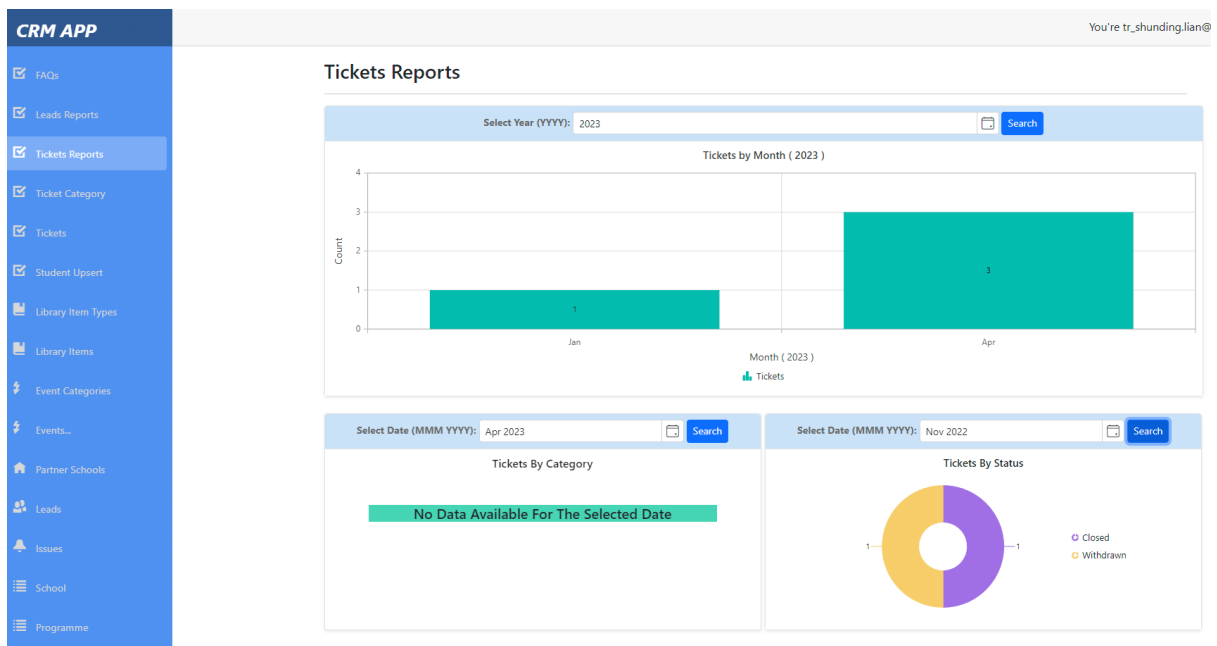 CRM APP
You're tr_shunding.lian@
FAQs
Leads Reports
Tickets Reports
Ticket Category
Tickets
Student Upsert
Library Item Types
Library Items
Event Categories
Events...
Partner Schools
Leads
Issues
School
Programme
Tickets Reports
Select Year (YYYY): 2023 Search
Tickets by Month ( 2023 )
4
3
2
1
0
Count
1
3
Jan Apr
Month ( 2023 )
Tickets
Select Date (MMM YYYY): Apr 2023 Search
Tickets By Category
No Data Available For The Selected Date
Select Date (MMM YYYY): Nov 2022 Search
Tickets By Status
1 1
Closed
Withdrawn